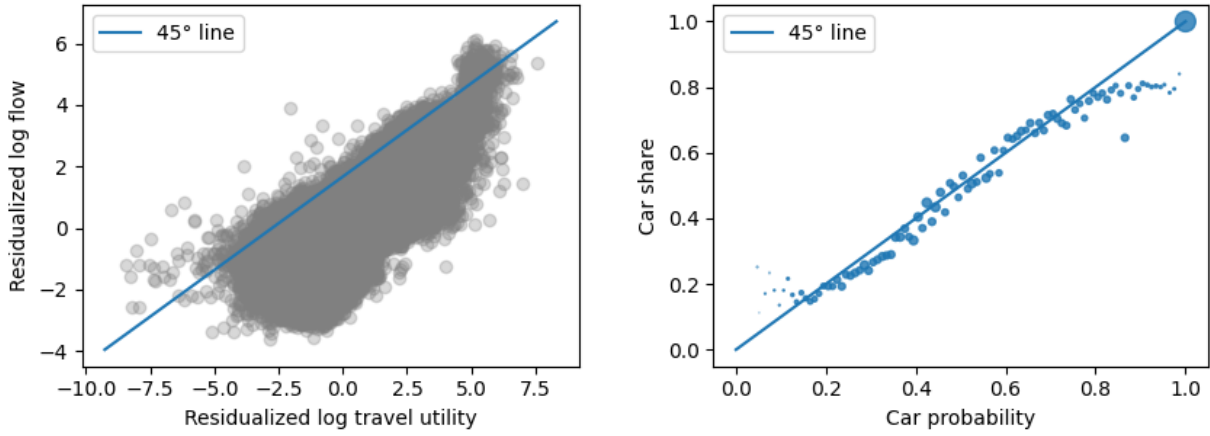 45° line
6
4
2
0
−2
−4
Residualized log flow
−10.0 −7.5 −5.0 −2.5 0.0 2.5 5.0 7.5
Residualized log travel utility
45° line
1.0
0.8
0.6
0.4
0.2
0.0
Car share
0.0 0.2 0.4 0.6 0.8 1.0
Car probability